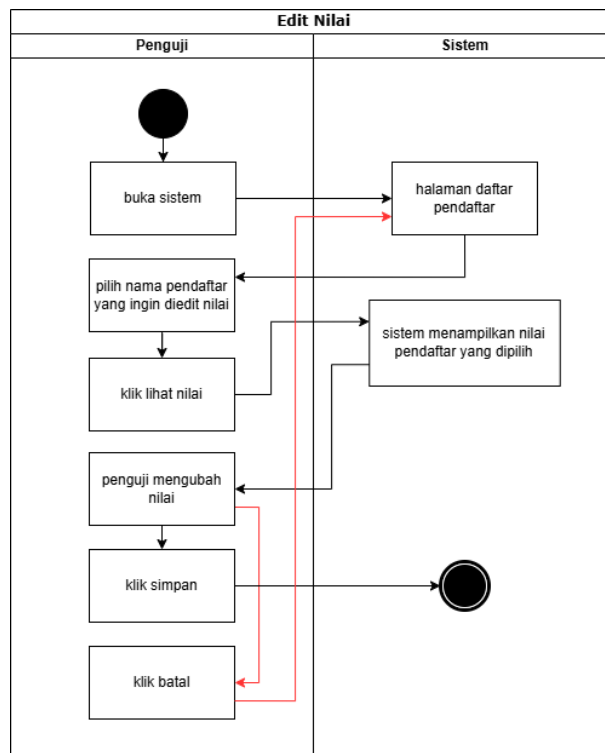 Edit Nilai
Penguji
Sistem
buka sistem
halaman daftar
pendaftar
pilih nama pendaftar
yang ingin diedit nilai
sistem menampilkan nilai
pendaftar yang dipilih
klik lihat nilai
penguji mengubah
nilai
klik simpan
klik batal